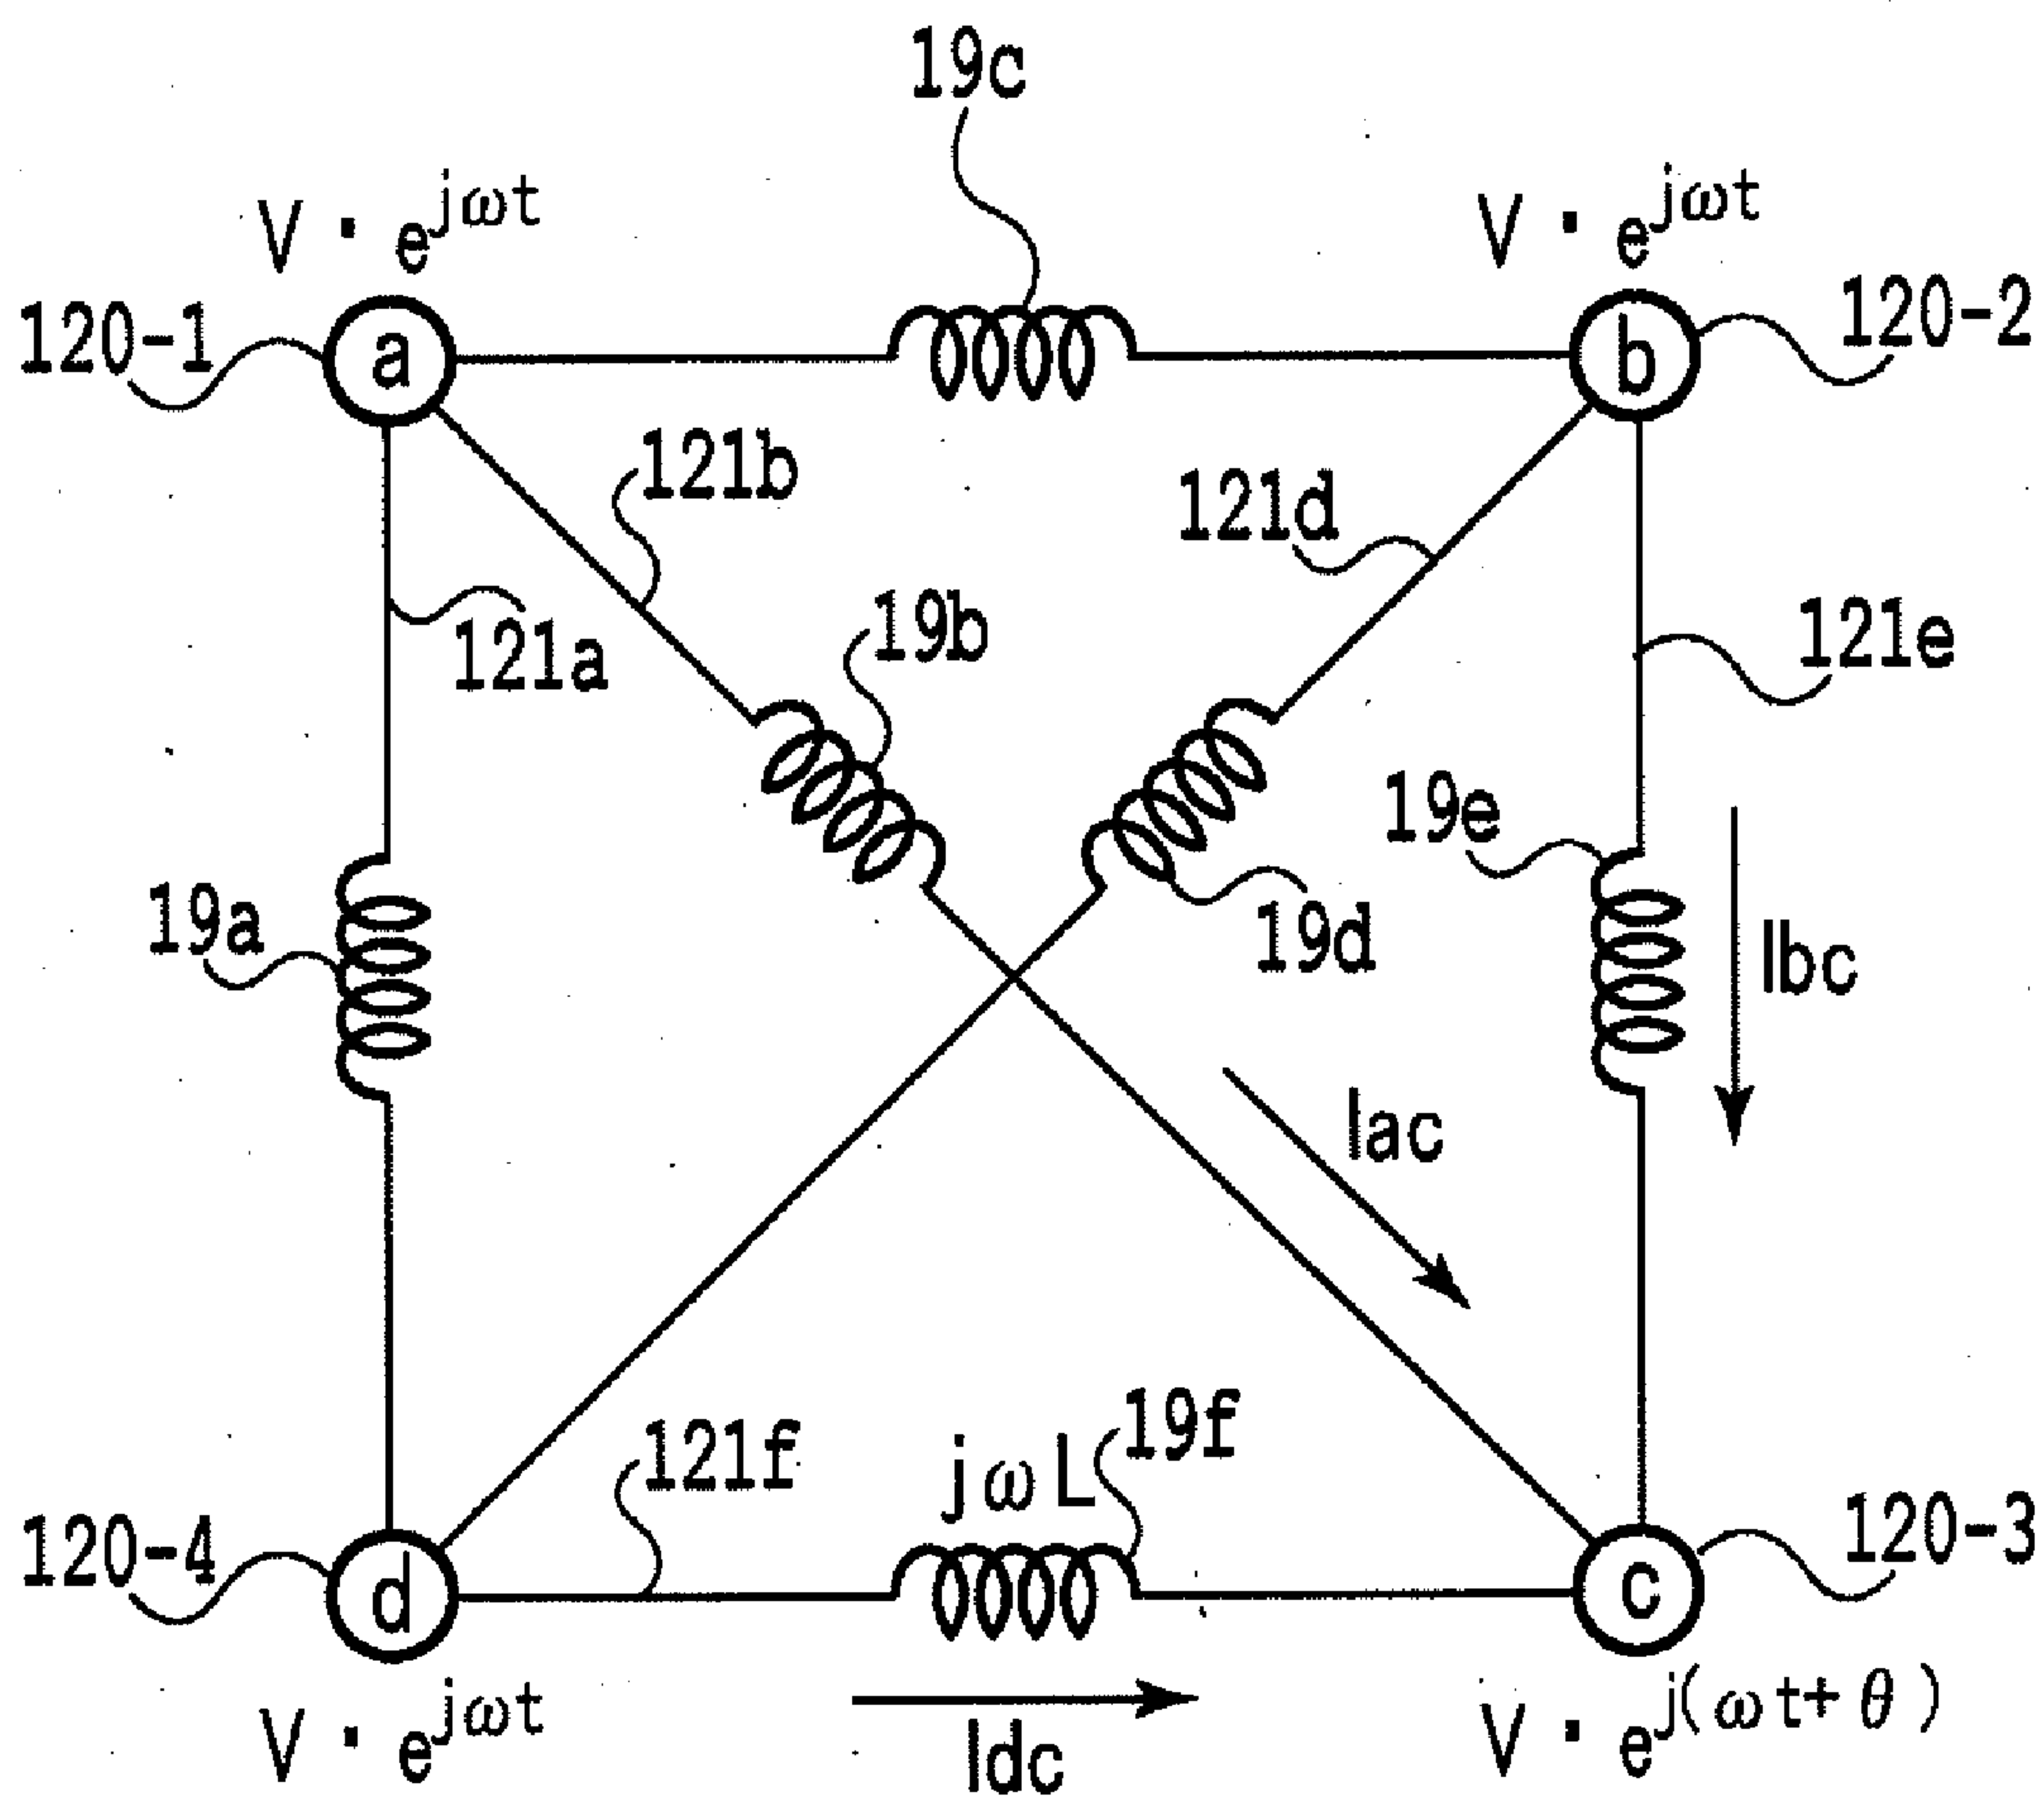 19c
V・e^jωt
V・e^jωt
120-1
a
b
120-2
121b
121d
121a
19b
121e
19e
19a
19d
Ibc
Iac
121f
jωL
19f
120-4
d
c
120-3
V・e^jωt
Idc
V・e^j(ωt+θ)